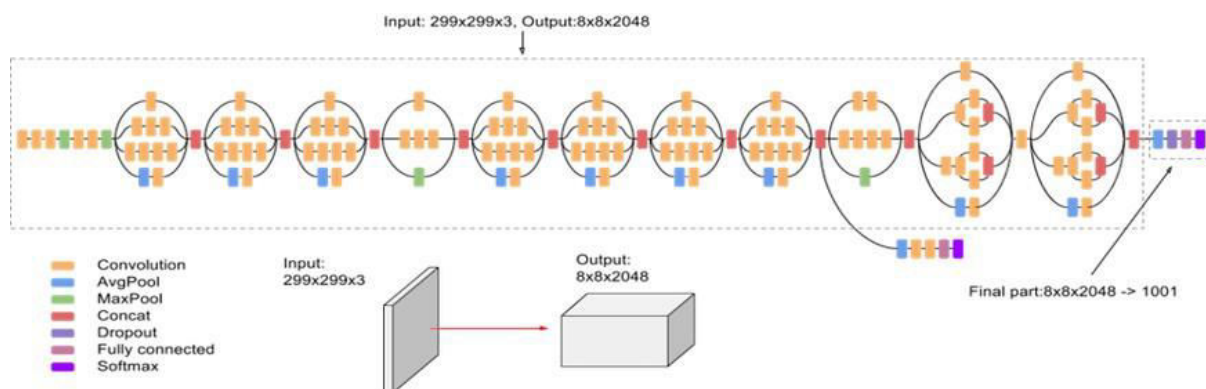 Input: 299x299x3, Output:8x8x2048
Convolution
AvgPool
MaxPool
Concat
Dropout
Fully connected
Softmax
Input:
299x299x3
Output:
8x8x2048
Final part:8x8x2048 -> 1001